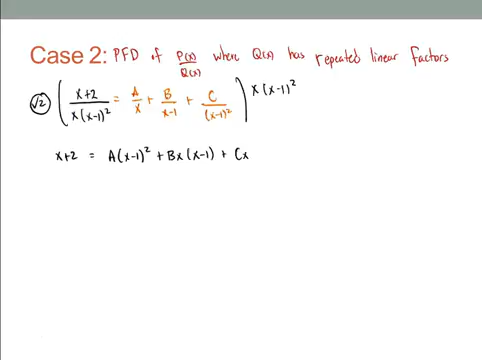 Case 2: PFD of P(x)/Q(x) where Q(x) has repeated linear factors
√2 ( x+2 / x(x-1)² = A/x + B/x-1 + C/(x-1)² ) x(x-1)²
x+2 = A(x-1)² + Bx(x-1) + Cx